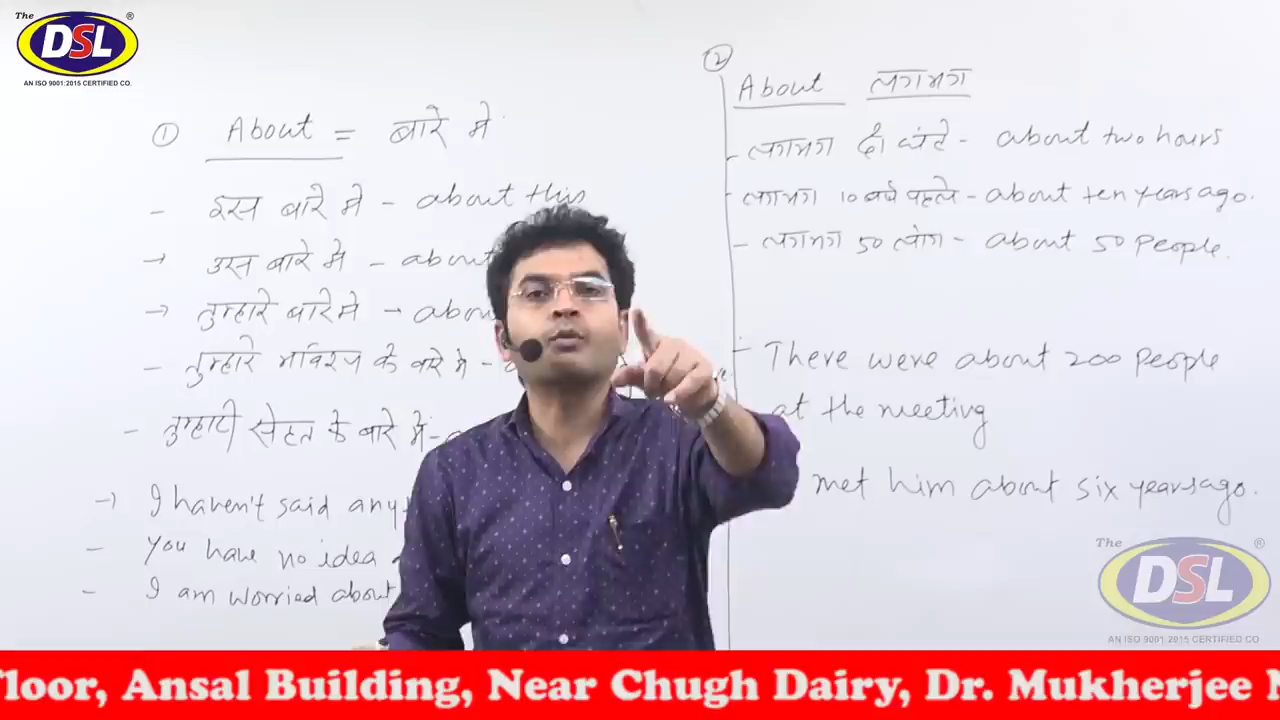 The DSL ®
AN ISO 9001:2015 CERTIFIED CO.
① About = बारे मे
- इस बारे मे - about this
→ उस बारे मे - about
→ तुम्हारे बारे मे → abou
- तुम्हारे भविष्य के बारे मे -
- तुम्हारी सेहत के बारे में -
→ I haven't said any
- You have no idea
- I am worried about
②
About लगभग
- लगभग दो घंटे - about two hours
- लगभग 10 वर्ष पहले - about ten years ago.
- लगभग 50 लोग - about 50 people.
- There were about 200 people
at the meeting
met him about six years ago.
The DSL ®
AN ISO 9001:2015 CERTIFIED CO
Floor, Ansal Building, Near Chugh Dairy, Dr. Mukherjee N